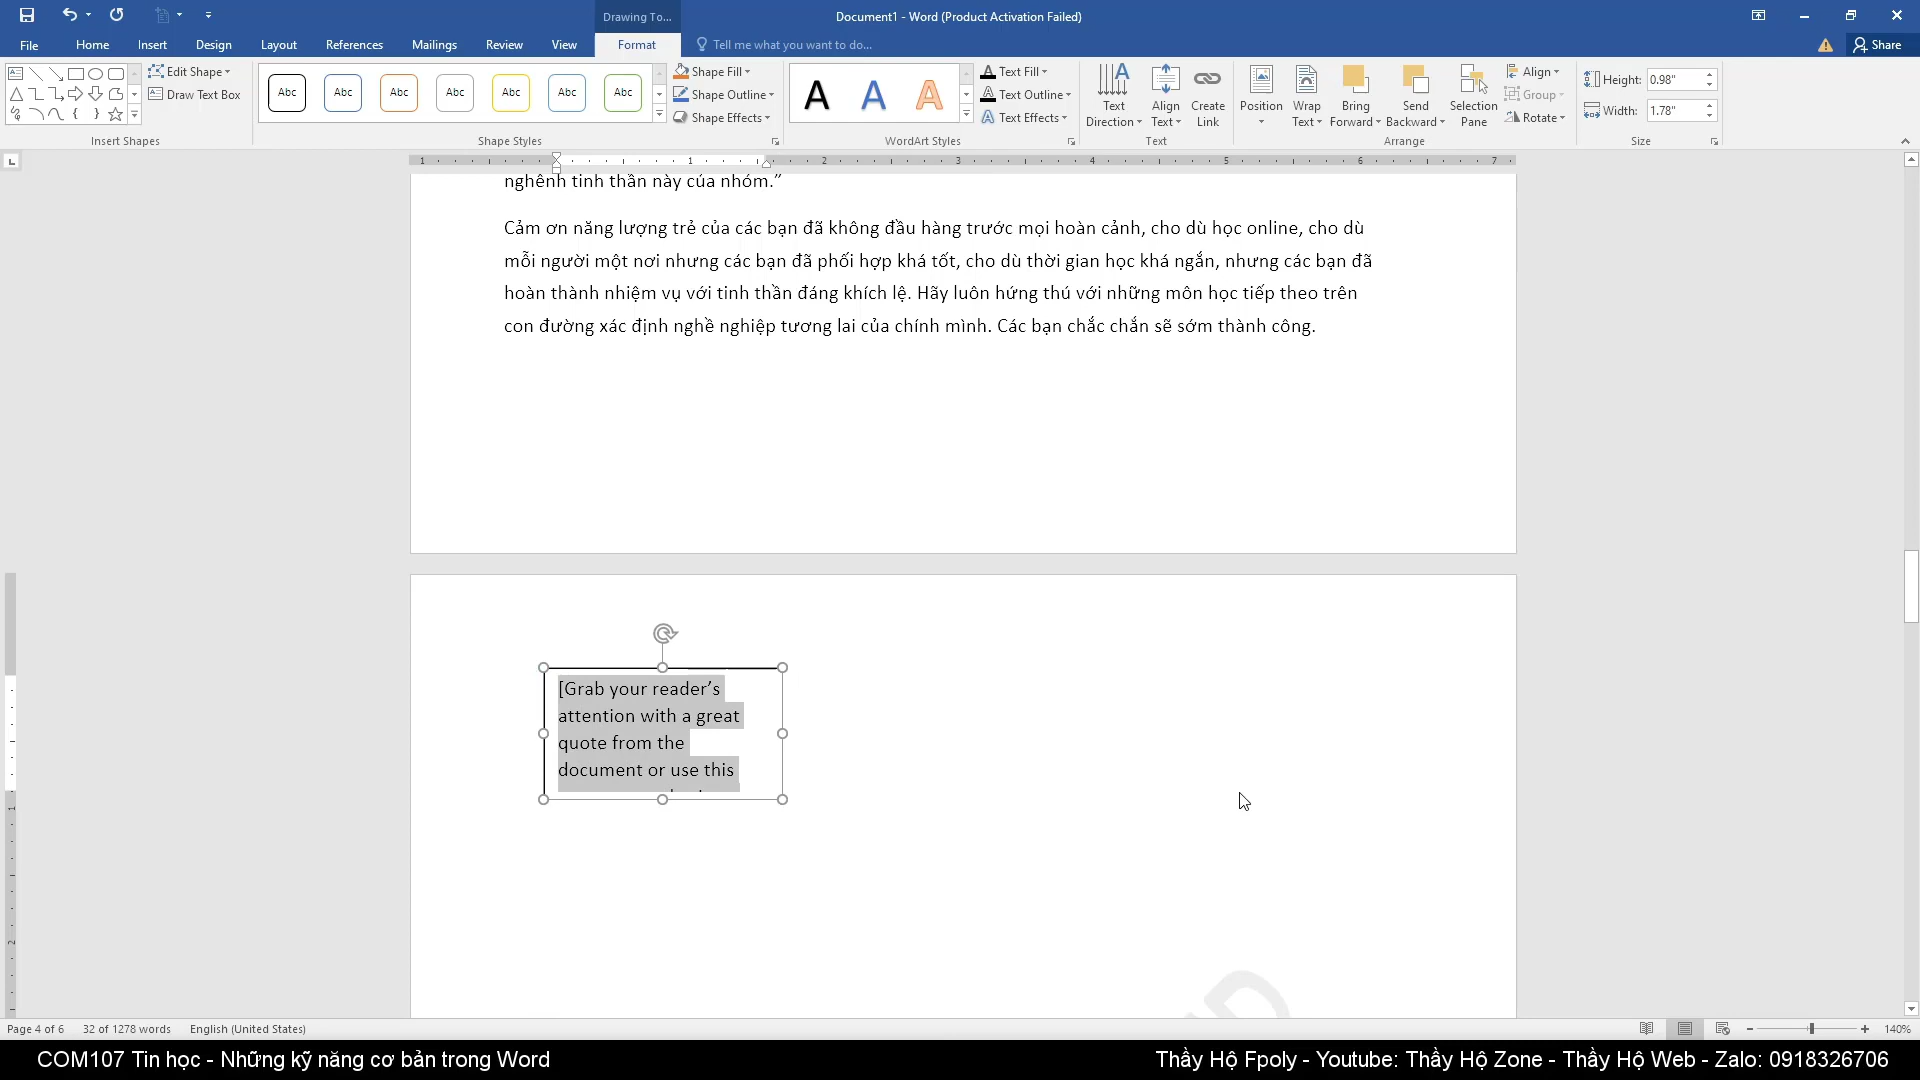 Drawing To...
Document1 - Word (Product Activation Failed)
File Home Insert Design Layout References Mailings Review View Format Tell me what you want to do... Share
Edit Shape
Draw Text Box
Insert Shapes
Abc Abc Abc Abc Abc Abc Abc
Shape Styles
Shape Fill
Shape Outline
Shape Effects
A A A
WordArt Styles
Text Fill
Text Outline
Text Effects
Text Direction
Align Text
Create Link
Text
Position
Wrap Text
Bring Forward
Send Backward
Selection Pane
Align
Group
Rotate
Arrange
Height: 0.98"
Width: 1.78"
Size
1 1 2 3 4 5 6 7
nghênh tinh thần này của nhóm.”
Cảm ơn năng lượng trẻ của các bạn đã không đầu hàng trước mọi hoàn cảnh, cho dù học online, cho dù
mỗi người một nơi nhưng các bạn đã phối hợp khá tốt, cho dù thời gian học khá ngắn, nhưng các bạn đã
hoàn thành nhiệm vụ với tinh thần đáng khích lệ. Hãy luôn hứng thú với những môn học tiếp theo trên
con đường xác định nghề nghiệp tương lai của chính mình. Các bạn chắc chắn sẽ sớm thành công.
[Grab your reader’s
attention with a great
quote from the
document or use this
1
2
D
Page 4 of 6 32 of 1278 words English (United States) 140%
COM107 Tin học - Những kỹ năng cơ bản trong Word
Thầy Hộ Fpoly - Youtube: Thầy Hộ Zone - Thầy Hộ Web - Zalo: 0918326706